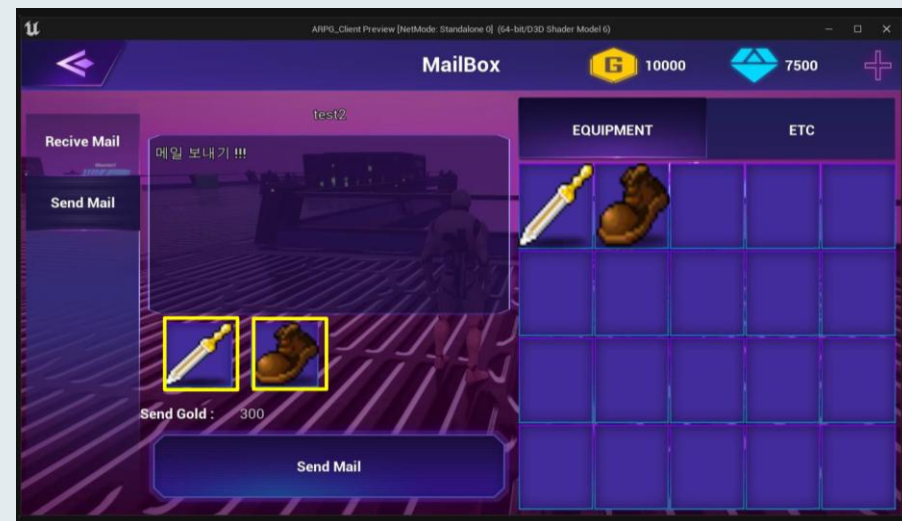 ARPG_Client Preview [NetMode: Standalone 0] (64-bit/D3D Shader Model 6)
MailBox
G 10000
7500
test2
Recive Mail
Send Mail
메일 보내기 !!!
EQUIPMENT
ETC
Send Gold : 300
Send Mail